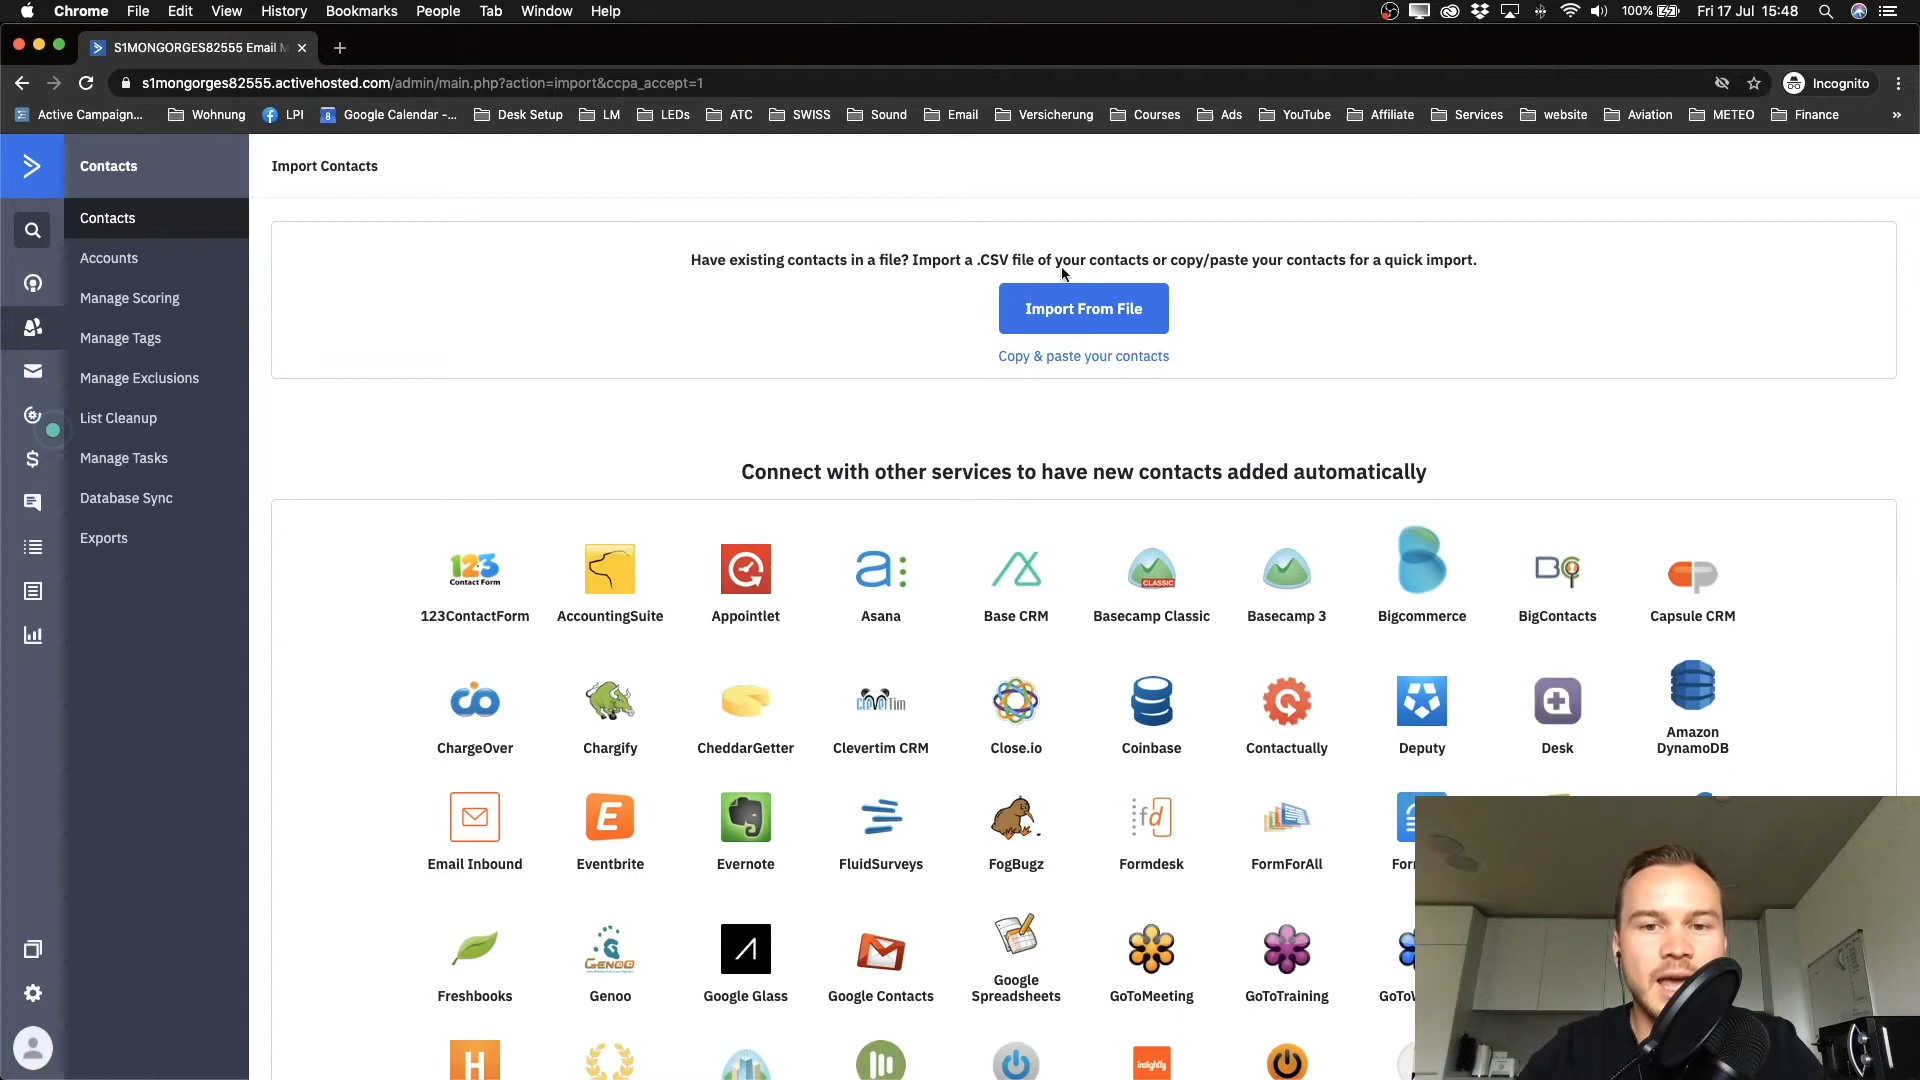 Chrome File Edit View History Bookmarks People Tab Window Help 100% Fri 17 Jul 15:48
S1MONGORGES82555 Email M
s1mongorges82555.activehosted.com/admin/main.php?action=import&ccpa_accept=1 Incognito
Active Campaign... Wohnung LPI Google Calendar -... Desk Setup LM LEDs ATC SWISS Sound Email Versicherung Courses Ads YouTube Affiliate Services website Aviation METEO Finance »
Contacts
Import Contacts
Contacts
Accounts
Manage Scoring
Manage Tags
Manage Exclusions
List Cleanup
Manage Tasks
Database Sync
Exports
Have existing contacts in a file? Import a .CSV file of your contacts or copy/paste your contacts for a quick import.
Import From File
Copy & paste your contacts
Connect with other services to have new contacts added automatically
123 Contact Form
CLASSIC
123ContactForm AccountingSuite Appointlet Asana Base CRM Basecamp Classic Basecamp 3 Bigcommerce BigContacts Capsule CRM
ChargeOver Chargify CheddarGetter Clevertim CRM Close.io Coinbase Contactually Deputy Desk Amazon DynamoDB
Email Inbound Eventbrite Evernote FluidSurveys FogBugz Formdesk FormForAll For
GENOO
Freshbooks Genoo Google Glass Google Contacts Google Spreadsheets GoToMeeting GoToTraining GoToW
insightly